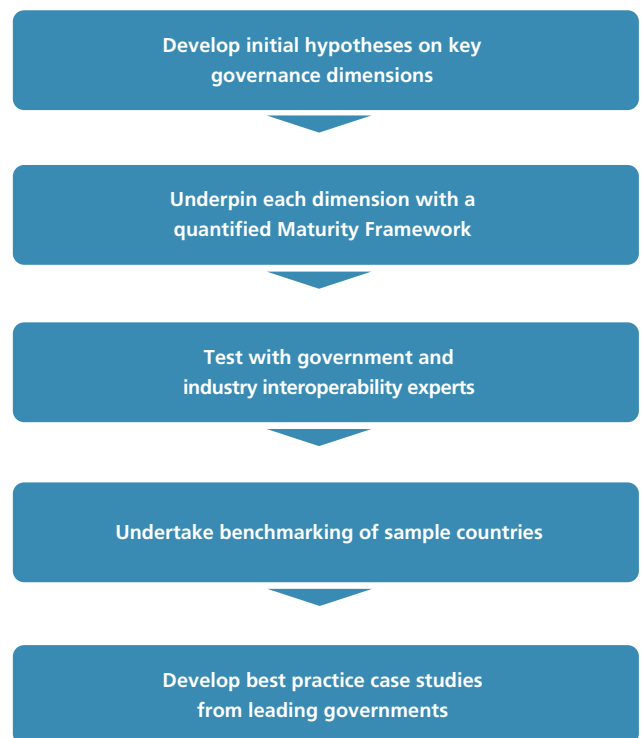 Develop initial hypotheses on key
governance dimensions
Underpin each dimension with a
quantified Maturity Framework
Test with government and
industry interoperability experts
Undertake benchmarking of sample countries
Develop best practice case studies
from leading governments